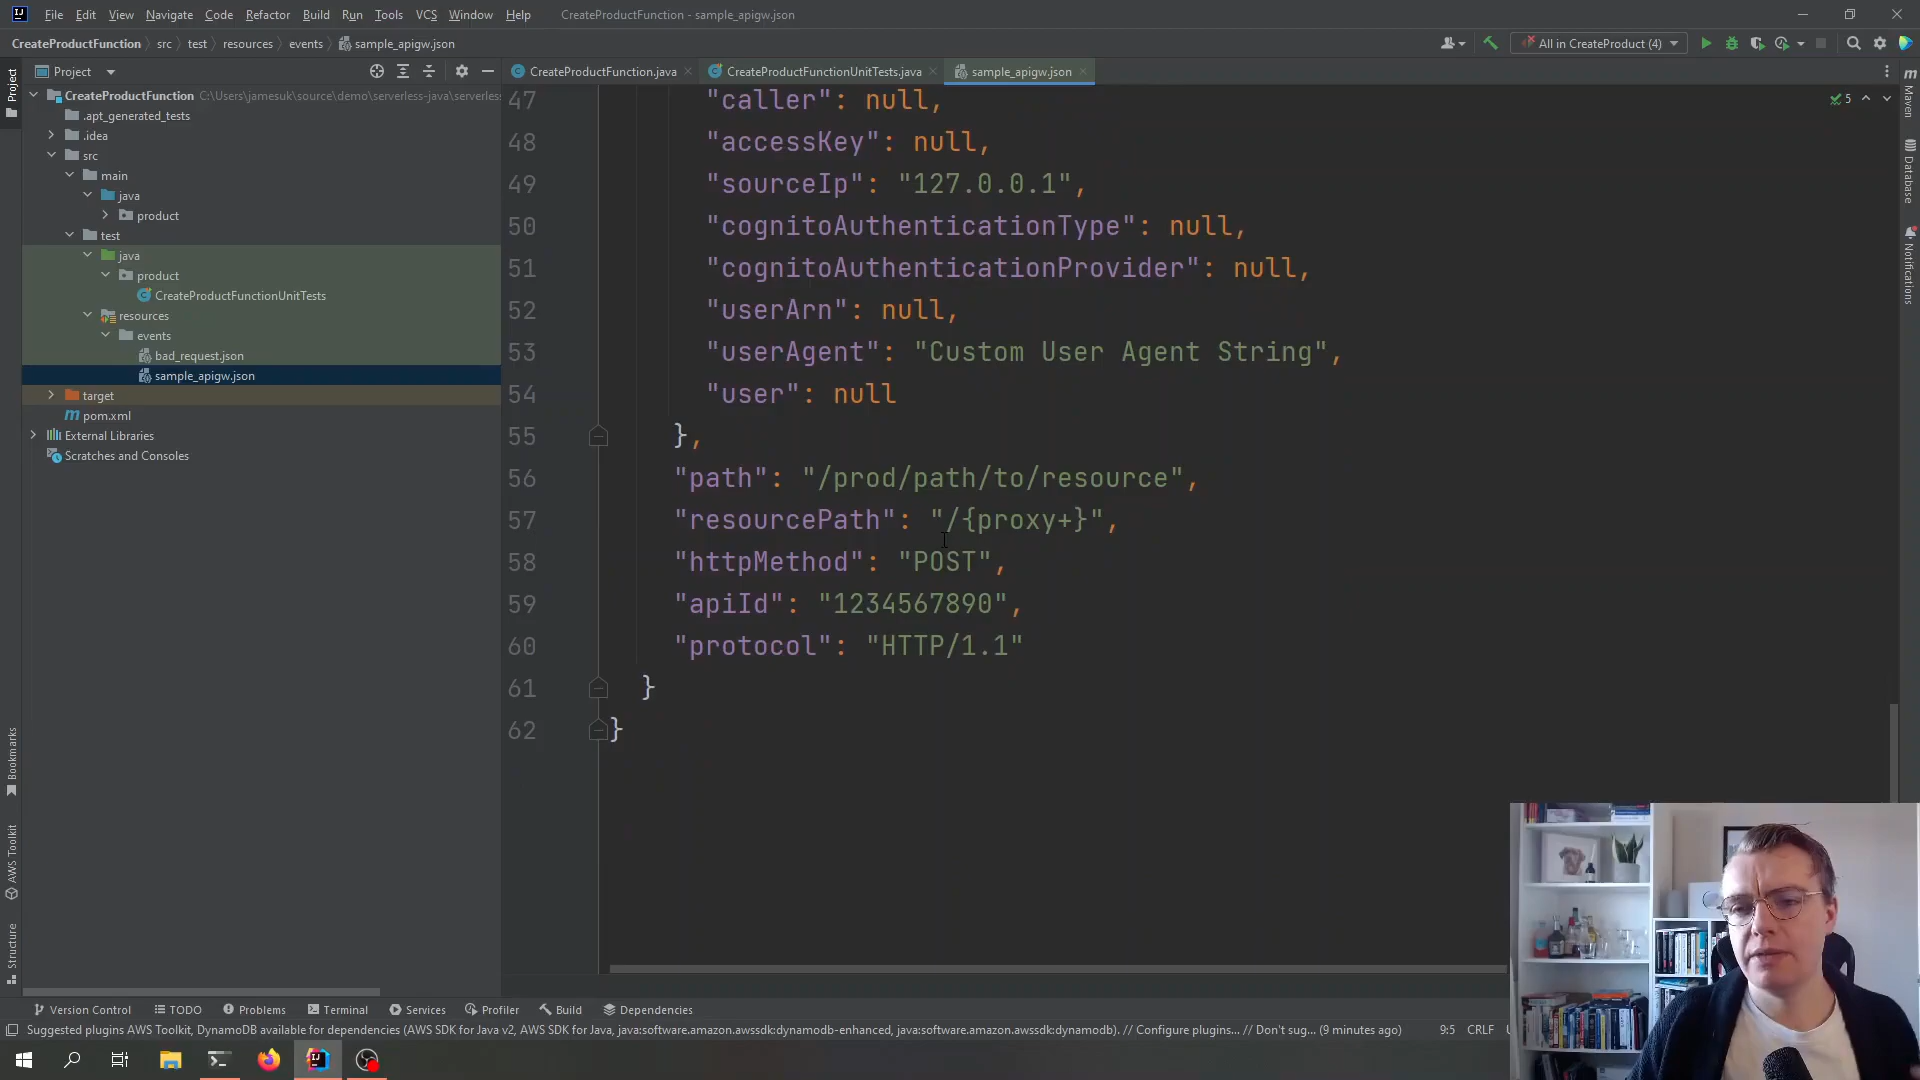 File Edit View Navigate Code Refactor Build Run Tools VCS Window Help CreateProductFunction - sample_apigw.json
CreateProductFunction src test resources events sample_apigw.json
All in CreateProduct (4)
Project
CreateProductFunction.java CreateProductFunctionUnitTests.java sample_apigw.json
CreateProductFunction C:\Users\jamesuk\source\demo\serverless-java\serverless
.apt_generated_tests
.idea
src
main
java
product
test
java
product
CreateProductFunctionUnitTests
resources
events
bad_request.json
sample_apigw.json
target
pom.xml
External Libraries
Scratches and Consoles
5
47 "caller": null,
48 "accessKey": null,
49 "sourceIp": "127.0.0.1",
50 "cognitoAuthenticationType": null,
51 "cognitoAuthenticationProvider": null,
52 "userArn": null,
53 "userAgent": "Custom User Agent String",
54 "user": null
55 },
56 "path": "/prod/path/to/resource",
57 "resourcePath": "/{proxy+}",
58 "httpMethod": "POST",
59 "apiId": "1234567890",
60 "protocol": "HTTP/1.1"
61 }
62 }
Project
Bookmarks
AWS Toolkit
Structure
Maven
Database
Notifications
Version Control TODO Problems Terminal Services Profiler Build Dependencies
Suggested plugins AWS Toolkit, DynamoDB available for dependencies (AWS SDK for Java v2, AWS SDK for Java, java:software.amazon.awssdk:dynamodb-enhanced, java:software.amazon.awssdk:dynamodb). // Configure plugins... // Don't sug... (9 minutes ago) 9:5 CRLF